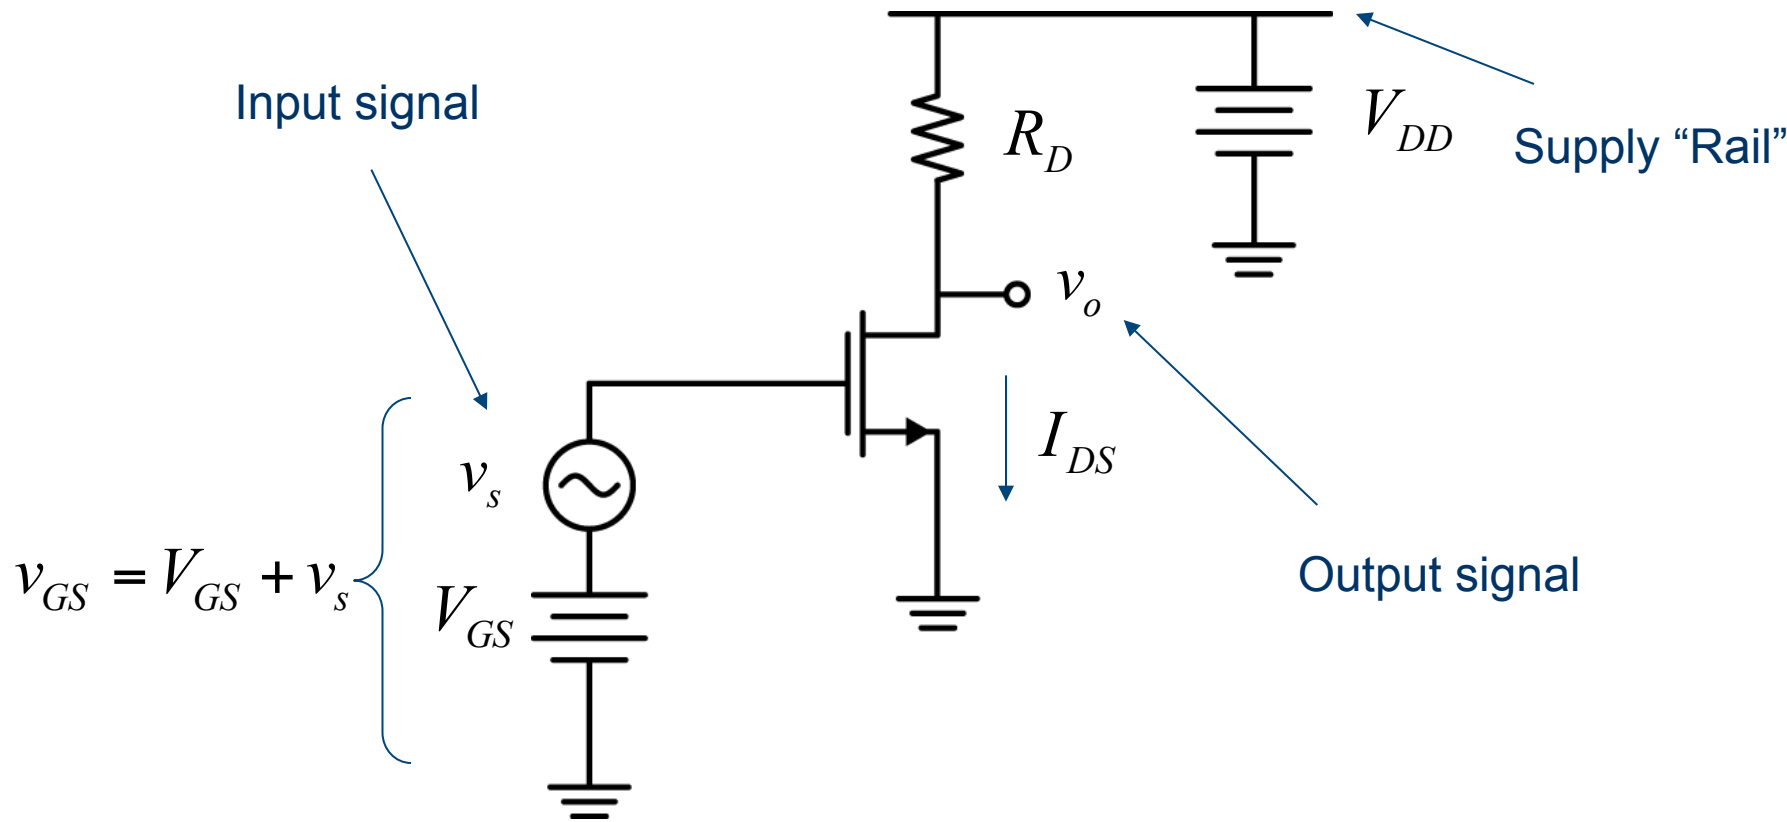 Input signal
R_D
V_DD
Supply “Rail”
v_o
I_DS
v_s
v_GS = V_GS + v_s
V_GS
Output signal